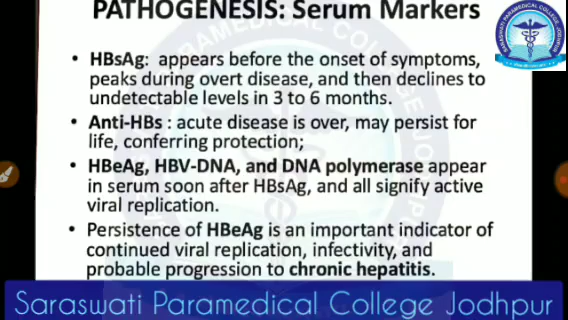 PATHOGENESIS: Serum Markers
• HBsAg: appears before the onset of symptoms,
peaks during overt disease, and then declines to
undetectable levels in 3 to 6 months.
• Anti-HBs : acute disease is over, may persist for
life, conferring protection;
• HBeAg, HBV-DNA, and DNA polymerase appear
in serum soon after HBsAg, and all signify active
viral replication.
• Persistence of HBeAg is an important indicator of
continued viral replication, infectivity, and
probable progression to chronic hepatitis.
Saraswati Paramedical College Jodhpur
SARASWATI PARAMEDICAL COLLEGE, JODHPUR